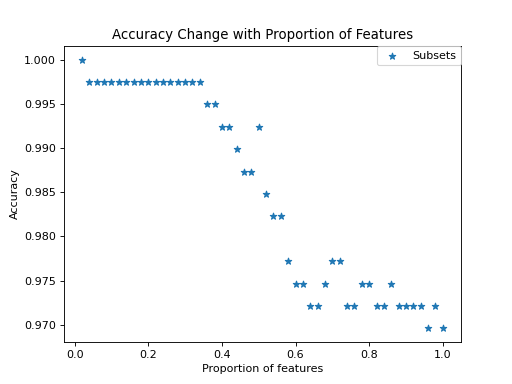 Accuracy Change with Proportion of Features
Subsets
1.000
0.995
0.990
0.985
0.980
0.975
0.970
Accuracy
0.0 0.2 0.4 0.6 0.8 1.0
Proportion of features